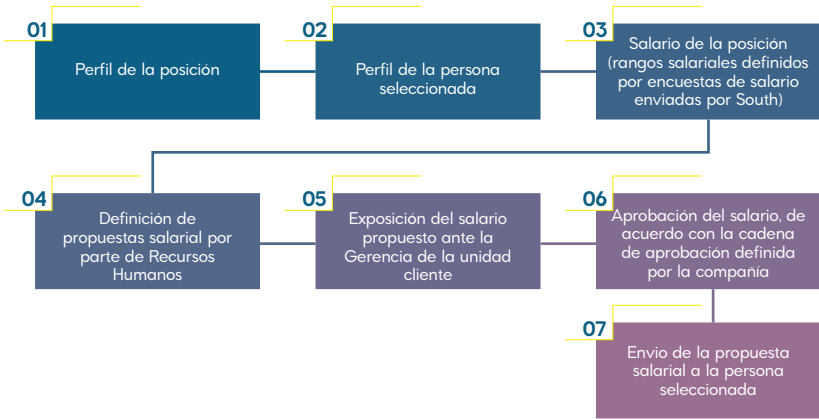 01
Perfil de la posición
02
Perfil de la persona
seleccionada
03
Salario de la posición
(rangos salariales definidos
por encuestas de salario
enviadas por South)
04
Definición de
propuestas salarial por
parte de Recursos
Humanos
05
Exposición del salario
propuesto ante la
Gerencia de la unidad
cliente
06
Aprobación del salario, de
acuerdo con la cadena
de aprobación definida
por la compañía
07
Envio de la propuesta
salarial a la persona
seleccionada